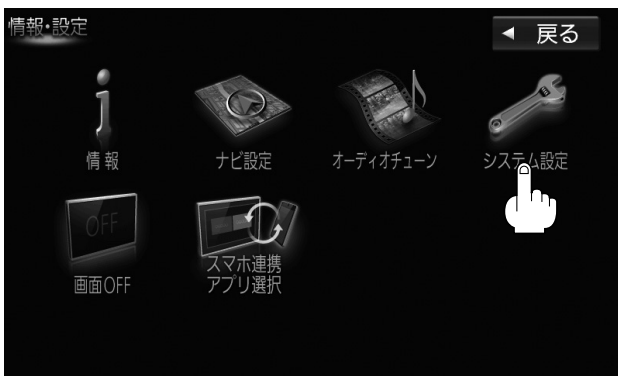 情報・設定
戻る
情報
ナビ設定
オーディオチューン
システム設定
OFF
画面OFF
スマホ連携
アプリ選択